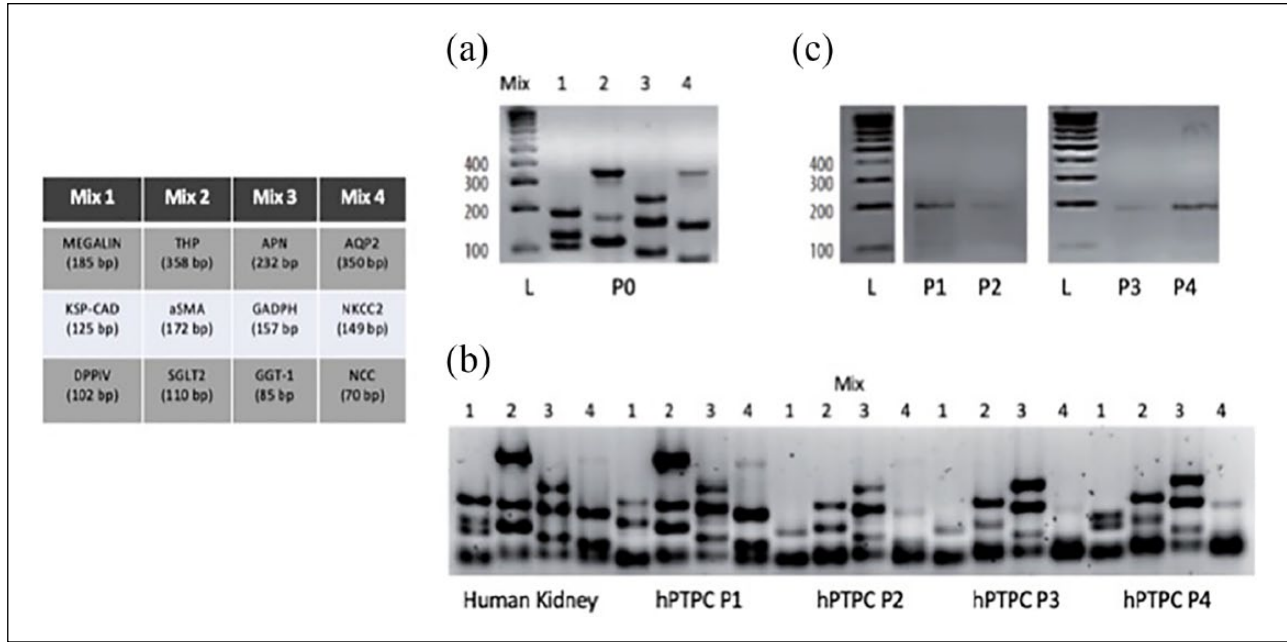 (a)
(c)
Mix 1 2 3 4
400
300
200
100
L P0
400
300
200
100
L P1 P2 L P3 P4
Mix 1 Mix 2 Mix 3 Mix 4
MEGALIN THP APN AQP2
(185 bp) (358 bp) (232 bp (350 bp)
KSP-CAD aSMA GADPH NKCC2
(125 bp) (172 bp) (157 bp (149 bp)
DPPIV SGLT2 GGT-1 NCC
(102 bp) (110 bp) (85 bp (70 bp)
(b)
Mix
1 2 3 4 1 2 3 4 1 2 3 4 1 2 3 4 1 2 3 4
Human Kidney hPTPC P1 hPTPC P2 hPTPC P3 hPTPC P4